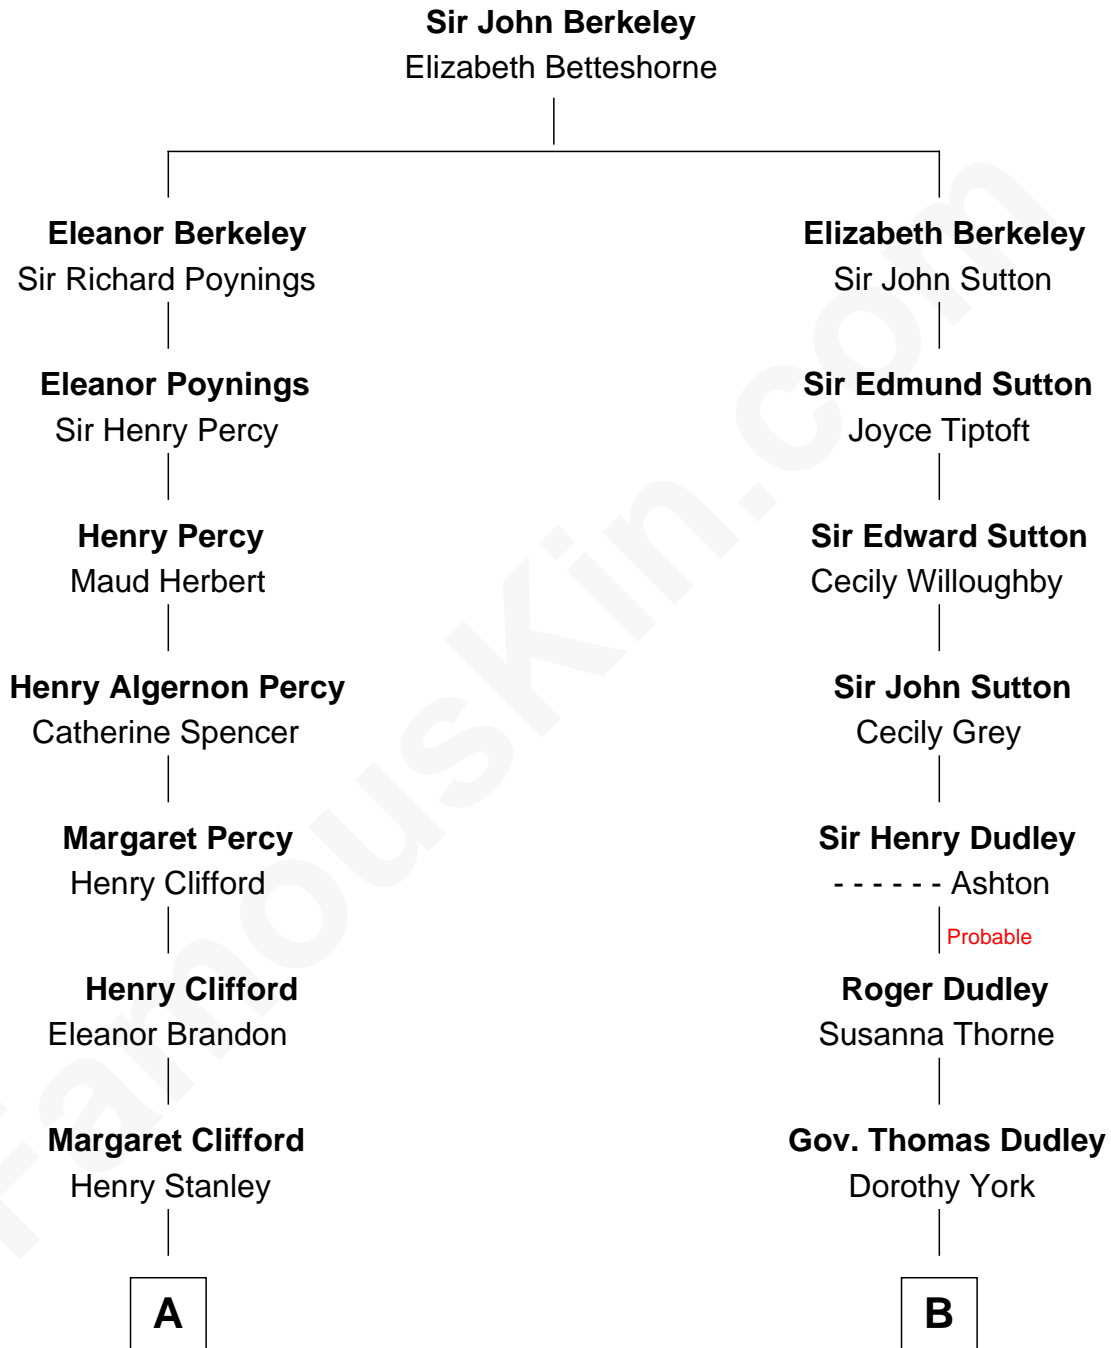 Sir John Berkeley
Elizabeth Betteshorne
Eleanor Berkeley
Sir Richard Poynings
Eleanor Poynings
Sir Henry Percy
Henry Percy
Maud Herbert
Henry Algernon Percy
Catherine Spencer
Margaret Percy
Henry Clifford
Henry Clifford
Eleanor Brandon
Margaret Clifford
Henry Stanley
A
Elizabeth Berkeley
Sir John Sutton
Sir Edmund Sutton
Joyce Tiptoft
Sir Edward Sutton
Cecily Willoughby
Sir John Sutton
Cecily Grey
Sir Henry Dudley
- - - - - - Ashton
Probable
Roger Dudley
Susanna Thorne
Gov. Thomas Dudley
Dorothy York
B
FamousKin.com